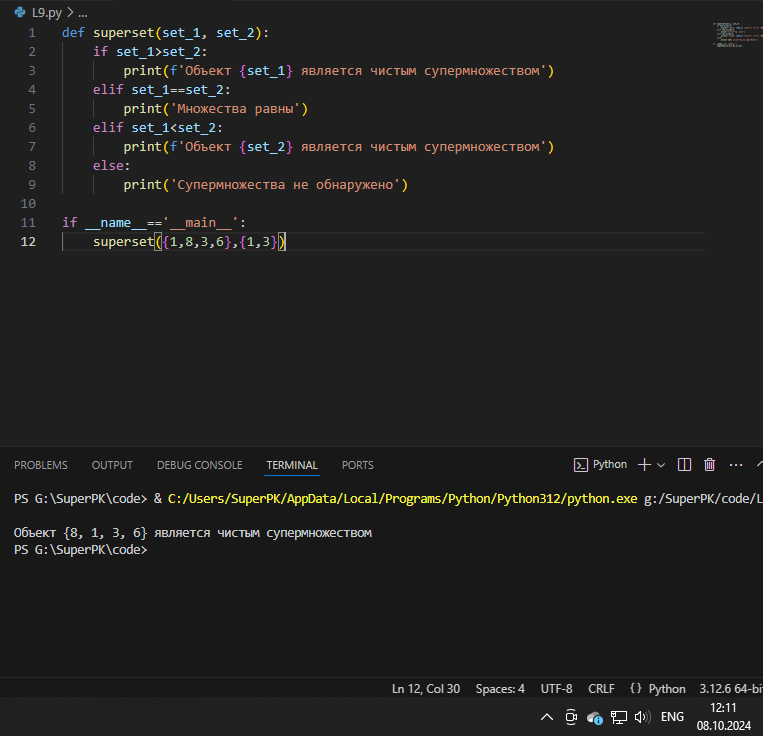 L9.py > ...
1 def superset(set_1, set_2):
2     if set_1>set_2:
3         print(f'Объект {set_1} является чистым супермножеством')
4     elif set_1==set_2:
5         print('Множества равны')
6     elif set_1<set_2:
7         print(f'Объект {set_2} является чистым супермножеством')
8     else:
9         print('Супермножества не обнаружено')
10
11 if __name__=='__main__':
12     superset({1,8,3,6},{1,3})
PROBLEMS OUTPUT DEBUG CONSOLE TERMINAL PORTS Python
PS G:\SuperPK\code> & C:/Users/SuperPK/AppData/Local/Programs/Python/Python312/python.exe g:/SuperPK/code/L
Объект {8, 1, 3, 6} является чистым супермножеством
PS G:\SuperPK\code>
Ln 12, Col 30 Spaces: 4 UTF-8 CRLF {} Python 3.12.6 64-bi
ENG 12:11
08.10.2024